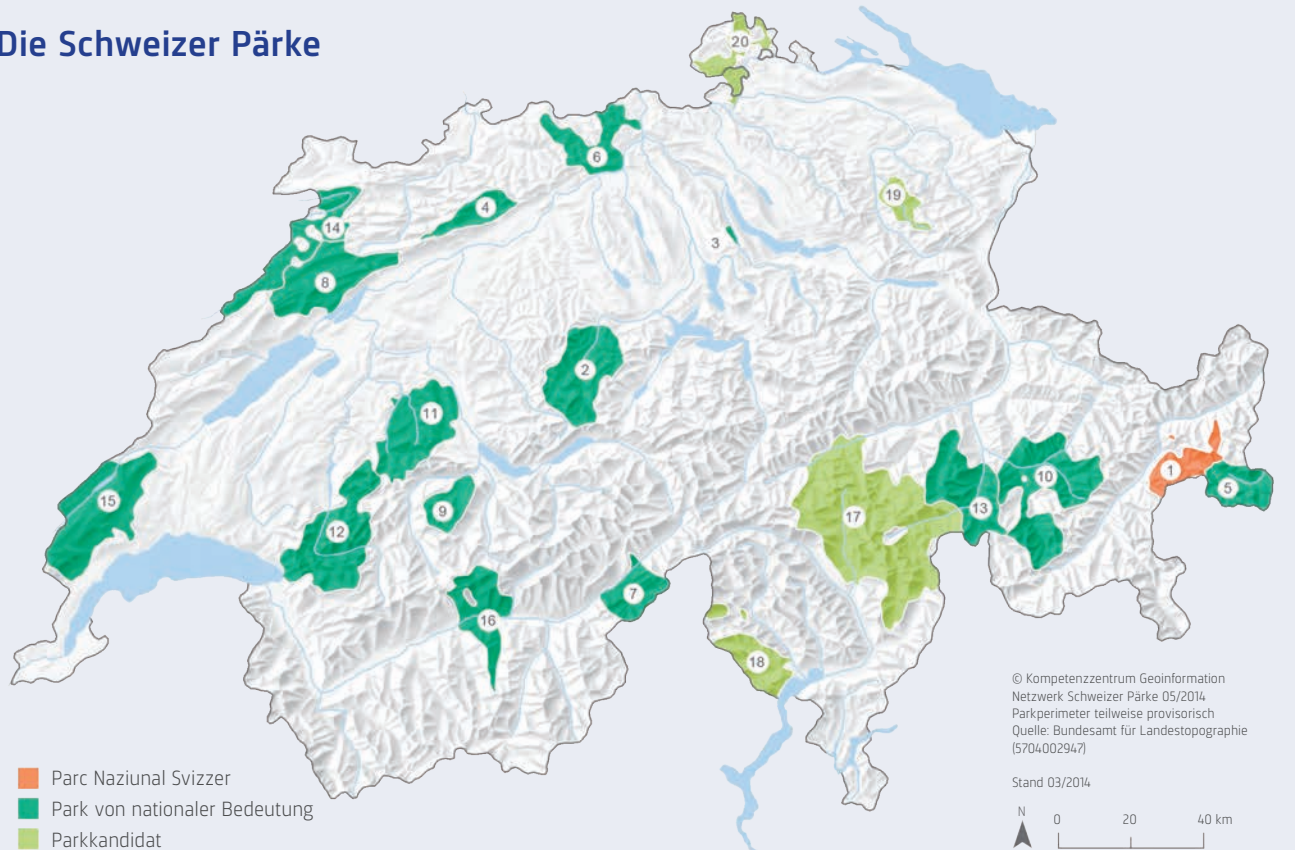 Die Schweizer Pärke
20
6
19
4
14
3
8
2
11
10
1
5
15
13
9
17
12
7
16
18
© Kompetenzzentrum Geoinformation
Netzwerk Schweizer Pärke 05/2014
Parkperimeter teilweise provisorisch
Quelle: Bundesamt für Landestopographie
(5704002947)
Stand 03/2014
N 0 20 40 km
Parc Naziunal Svizzer
Park von nationaler Bedeutung
Parkkandidat